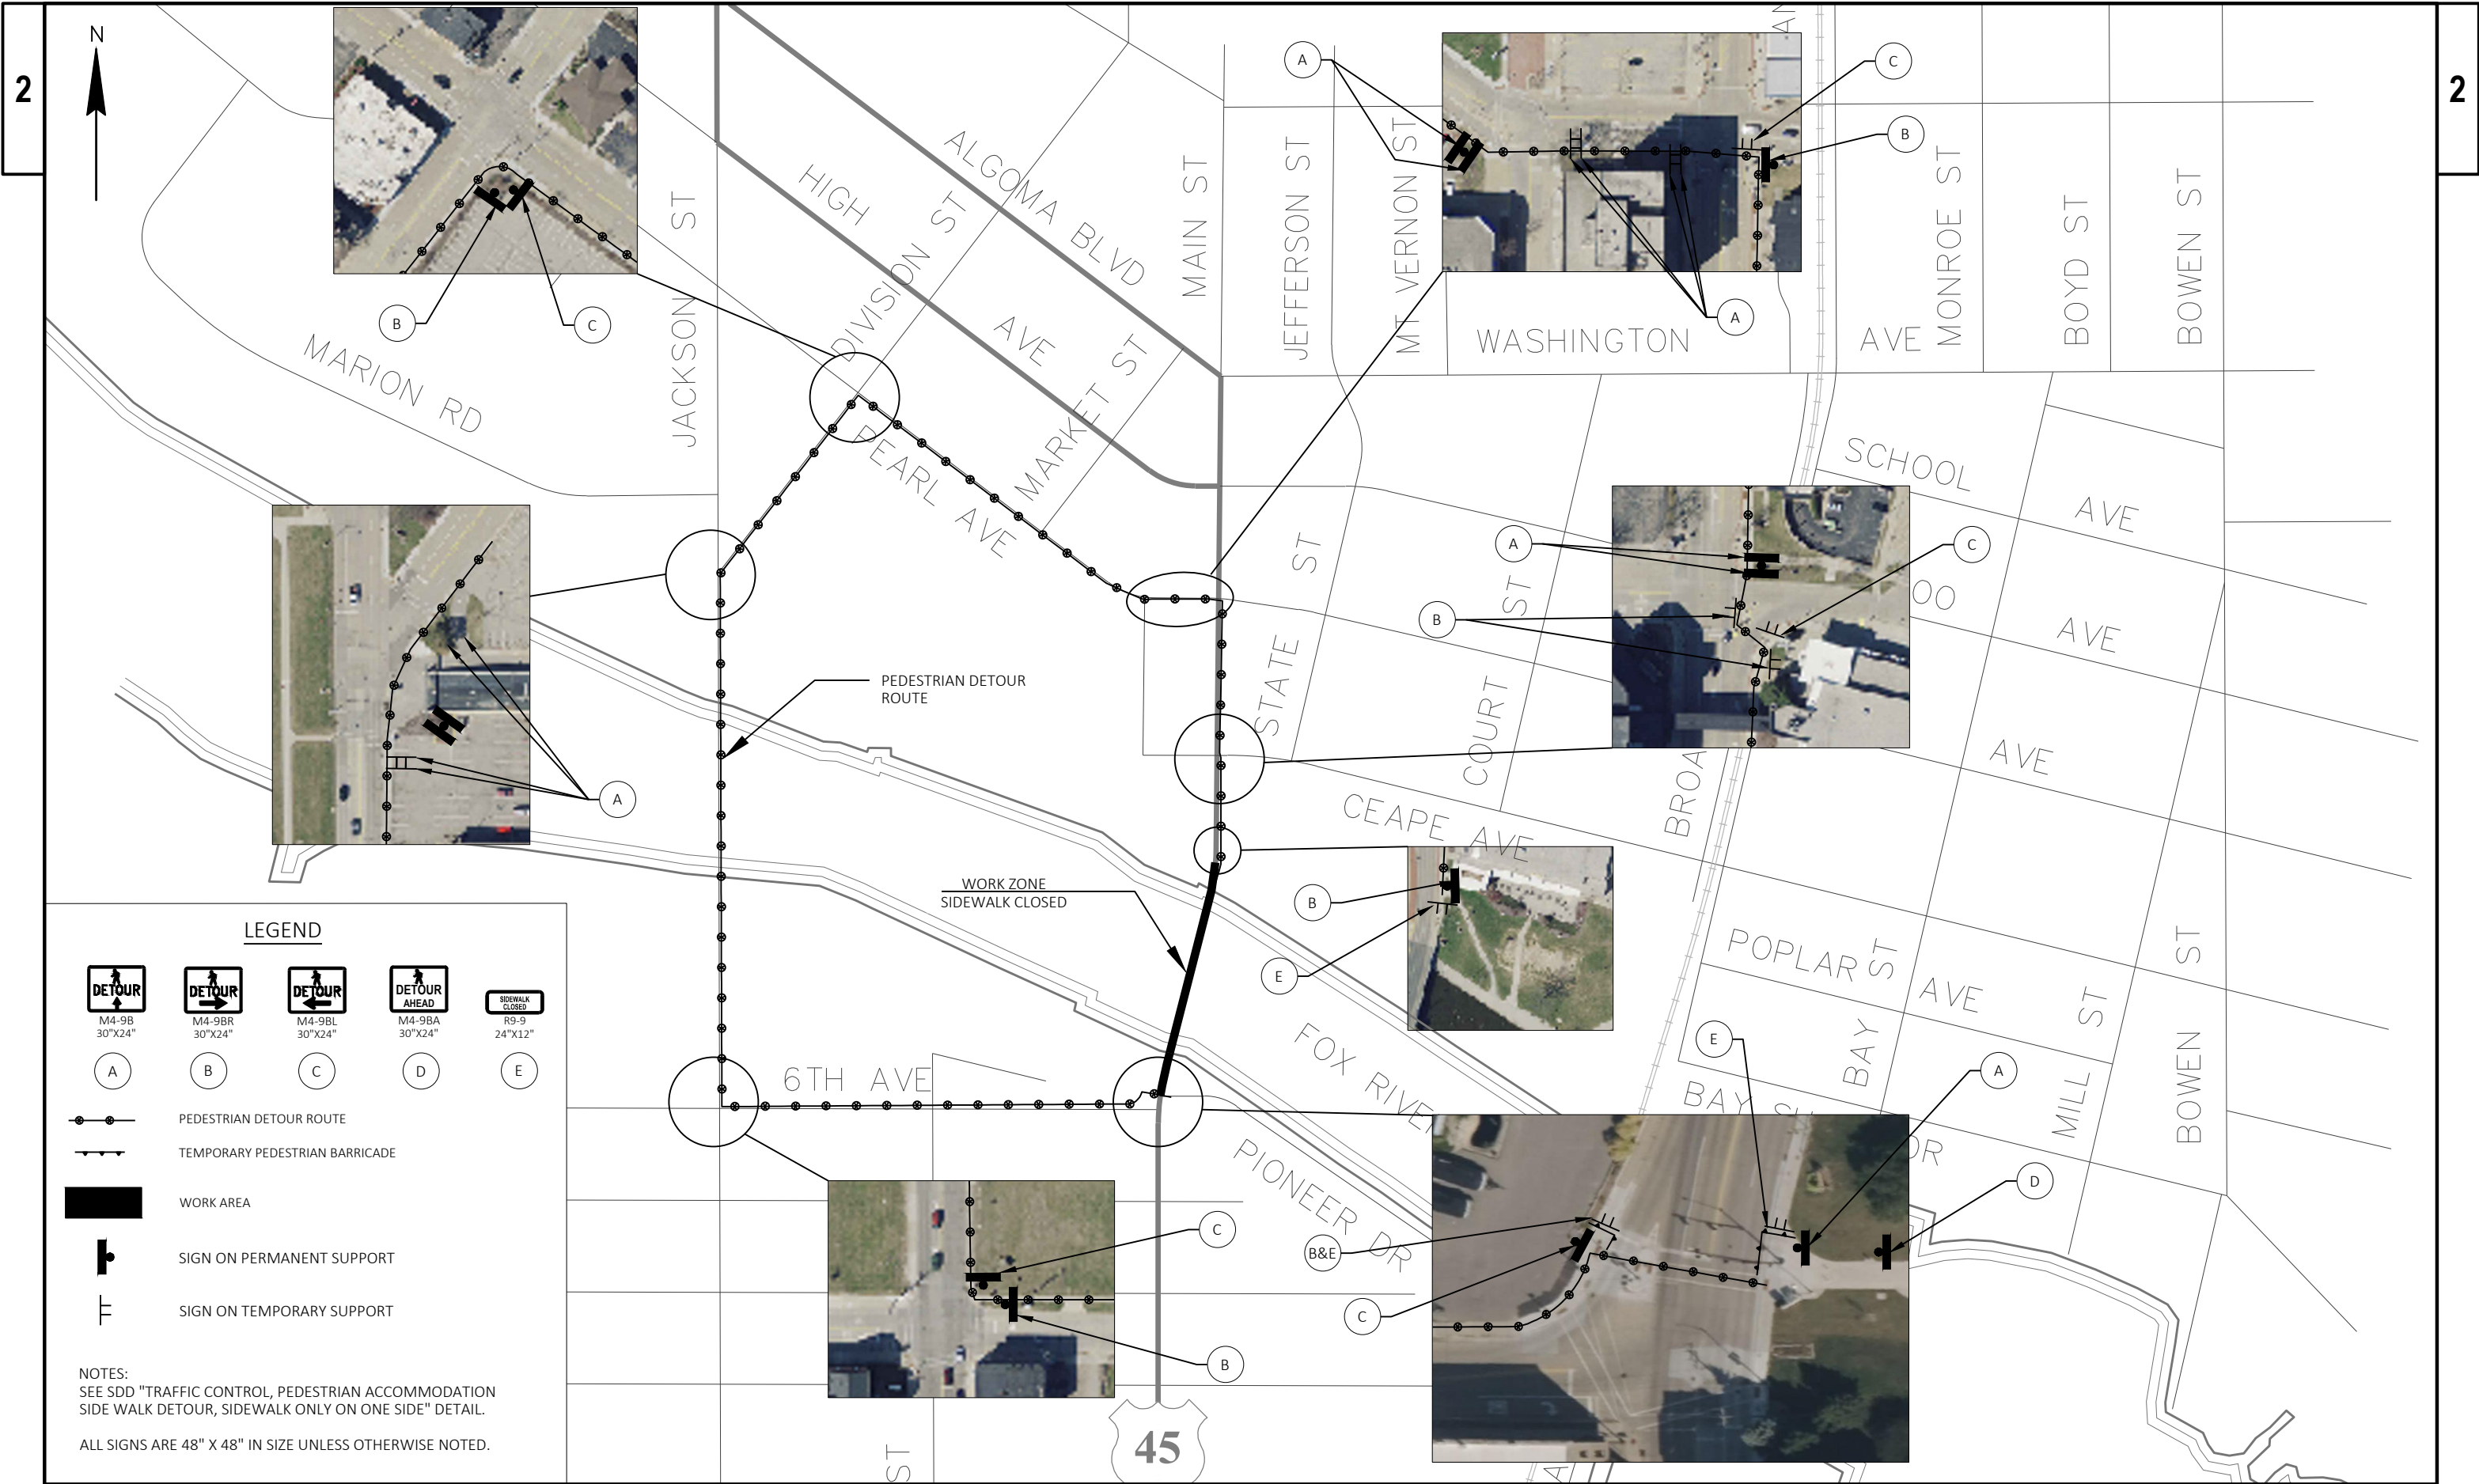 2
2
N
A
C
B
A
B
C
JACKSON ST
HIGH AVE
DIVISION ST
ALGOMA BLVD
MARKET ST
MAIN ST
JEFFERSON ST
MT VERNON ST
WASHINGTON AVE
MONROE ST
BOYD ST
BOWEN ST
MARION RD
PEARL AVE
SCHOOL AVE
A
C
B
AVE
AVE
STATE ST
COURT ST
PEDESTRIAN DETOUR
ROUTE
A
CEAPE AVE
BROA
WORK ZONE
SIDEWALK CLOSED
B
E
POPLAR AVE
BAY ST
MILL ST
BOWEN ST
FOX RIVE
PIONEER DR
BAY
DR
6TH AVE
E
A
D
B&E
C
C
B
ST
45
LEGEND
DETOUR
DETOUR
DETOUR
DETOUR
AHEAD
SIDEWALK
CLOSED
M4-9B
30"X24"
M4-9BR
30"X24"
M4-9BL
30"X24"
M4-9BA
30"X24"
R9-9
24"X12"
A
B
C
D
E
PEDESTRIAN DETOUR ROUTE
TEMPORARY PEDESTRIAN BARRICADE
WORK AREA
SIGN ON PERMANENT SUPPORT
SIGN ON TEMPORARY SUPPORT
NOTES:
SEE SDD "TRAFFIC CONTROL, PEDESTRIAN ACCOMMODATION
SIDE WALK DETOUR, SIDEWALK ONLY ON ONE SIDE" DETAIL.
ALL SIGNS ARE 48" X 48" IN SIZE UNLESS OTHERWISE NOTED.